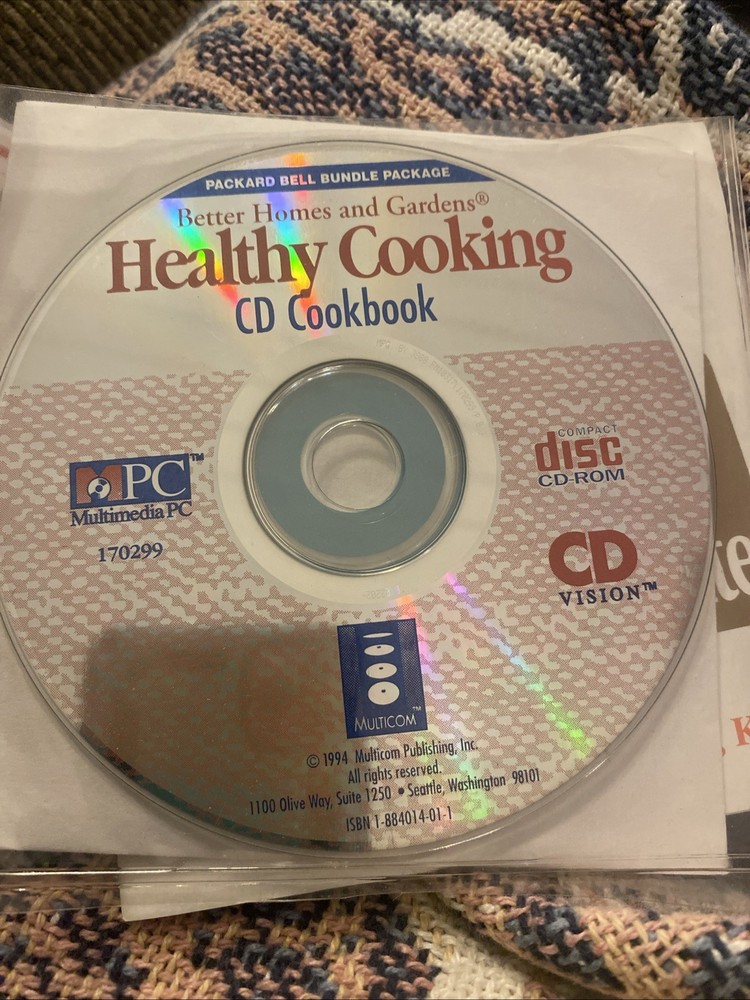 PACKARD BELL BUNDLE PACKAGE
Better Homes and Gardens®
Healthy Cooking
CD Cookbook
MPC™
Multimedia PC
170299
COMPACT
disc
CD-ROM
CD
VISION™
MULTICOM™
© 1994 Multicom Publishing, Inc.
All rights reserved.
1100 Olive Way, Suite 1250 • Seattle, Washington 98101
ISBN 1-884014-01-1